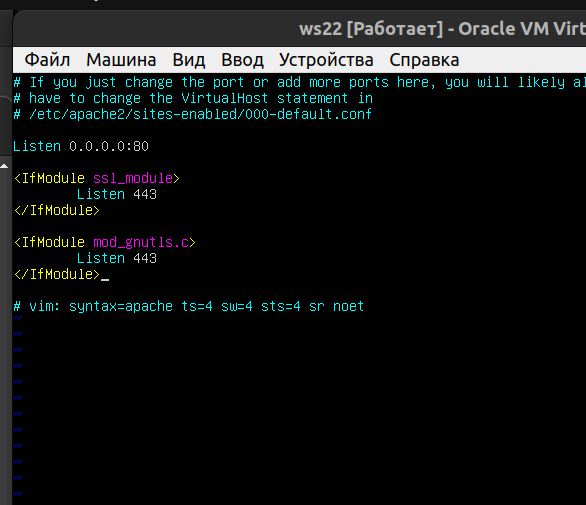 ws22 [Работает] - Oracle VM Virt
Файл Машина Вид Ввод Устройства Справка
# If you just change the port or add more ports here, you will likely al
# have to change the VirtualHost statement in
# /etc/apache2/sites-enabled/000-default.conf
Listen 0.0.0.0:80
<IfModule ssl_module>
Listen 443
</IfModule>
<IfModule mod_gnutls.c>
Listen 443
</IfModule>_
# vim: syntax=apache ts=4 sw=4 sts=4 sr noet
~
~
~
~
~
~
~
~
~
~
~
~